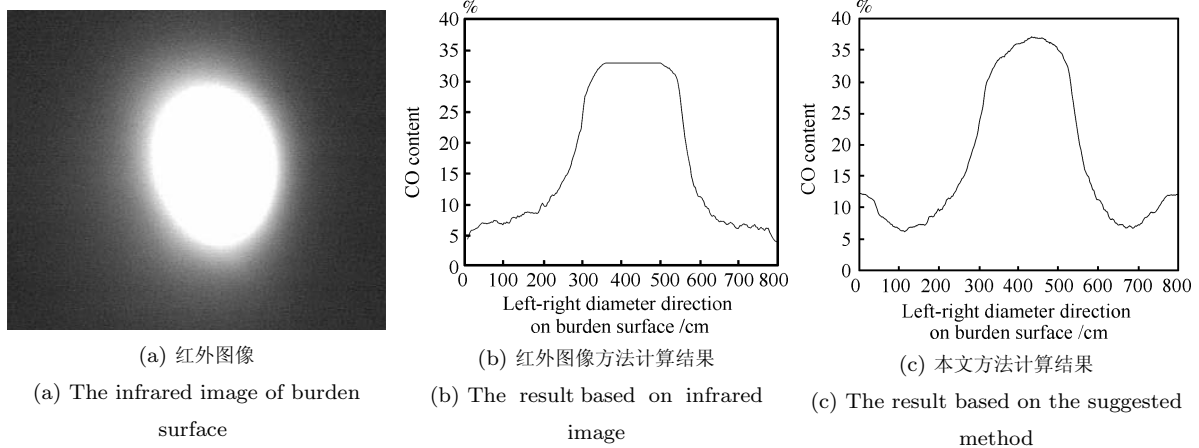 %
40
35
30
25
20
15
10
5
0
CO content
0 100 200 300 400 500 600 700 800
Left-right diameter direction
on burden surface /cm
%
40
35
30
25
20
15
10
5
0
CO content
0 100 200 300 400 500 600 700 800
Left-right diameter direction
on burden surface /cm
(a) 红外图像
(a) The infrared image of burden
surface
(b) 红外图像方法计算结果
(b) The result based on infrared
image
(c) 本文方法计算结果
(c) The result based on the suggested
method